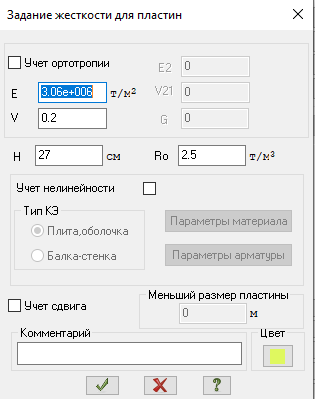 Задание жесткости для пластин
Учет ортотропии
E 3.06e+006 т/м²
V 0.2
E2 0
V21 0
G 0
H 27 см Ro 2.5 т/м³
Учет нелинейности
Тип КЭ
Плита,оболочка
Балка-стенка
Параметры материала
Параметры арматуры
Учет сдвига
Меньший размер пластины
0 м
Комментарий
Цвет
?